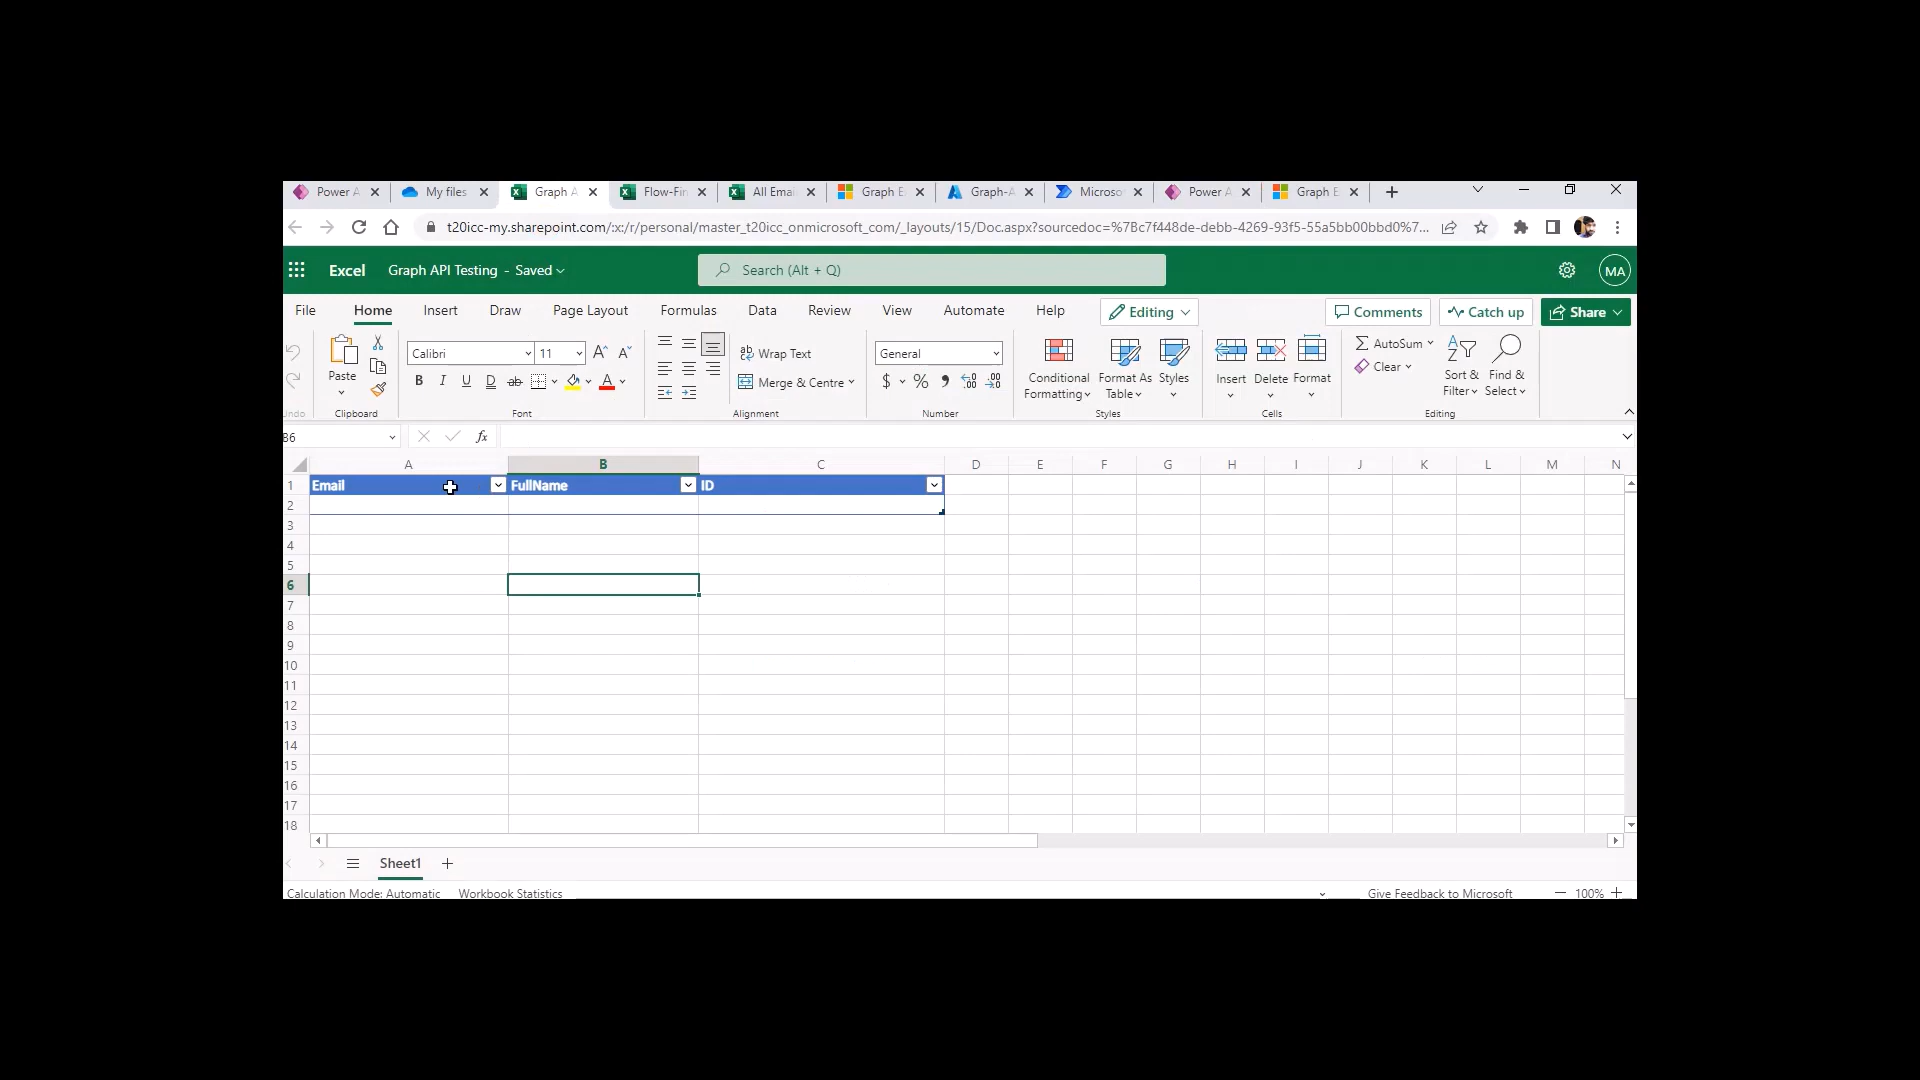 Power A
My files
Graph A
Flow-Fin
All Emai
Graph E
Graph-A
Microso
Power A
Graph E
t20icc-my.sharepoint.com/:x:/r/personal/master_t20icc_onmicrosoft_com/_layouts/15/Doc.aspx?sourcedoc=%7Bc7f448de-debb-4269-93f5-55a5bb00bbd0%7...
Excel Graph API Testing - Saved
Search (Alt + Q)
MA
File Home Insert Draw Page Layout Formulas Data Review View Automate Help
Editing
Comments
Catch up
Share
Paste
Calibri 11
Wrap Text
General
AutoSum
B I U D ab A
Merge & Centre
$ % 9
Clear
Conditional Formatting
Format As Table
Styles
Insert Delete Format
Sort & Filter
Find & Select
Undo Clipboard Font Alignment Number Styles Cells Editing
B6
fx
A B C D E F G H I J K L M N
1 Email FullName ID
2
3
4
5
6
7
8
9
10
11
12
13
14
15
16
17
18
Sheet1
Calculation Mode: Automatic Workbook Statistics
Give Feedback to Microsoft
100%